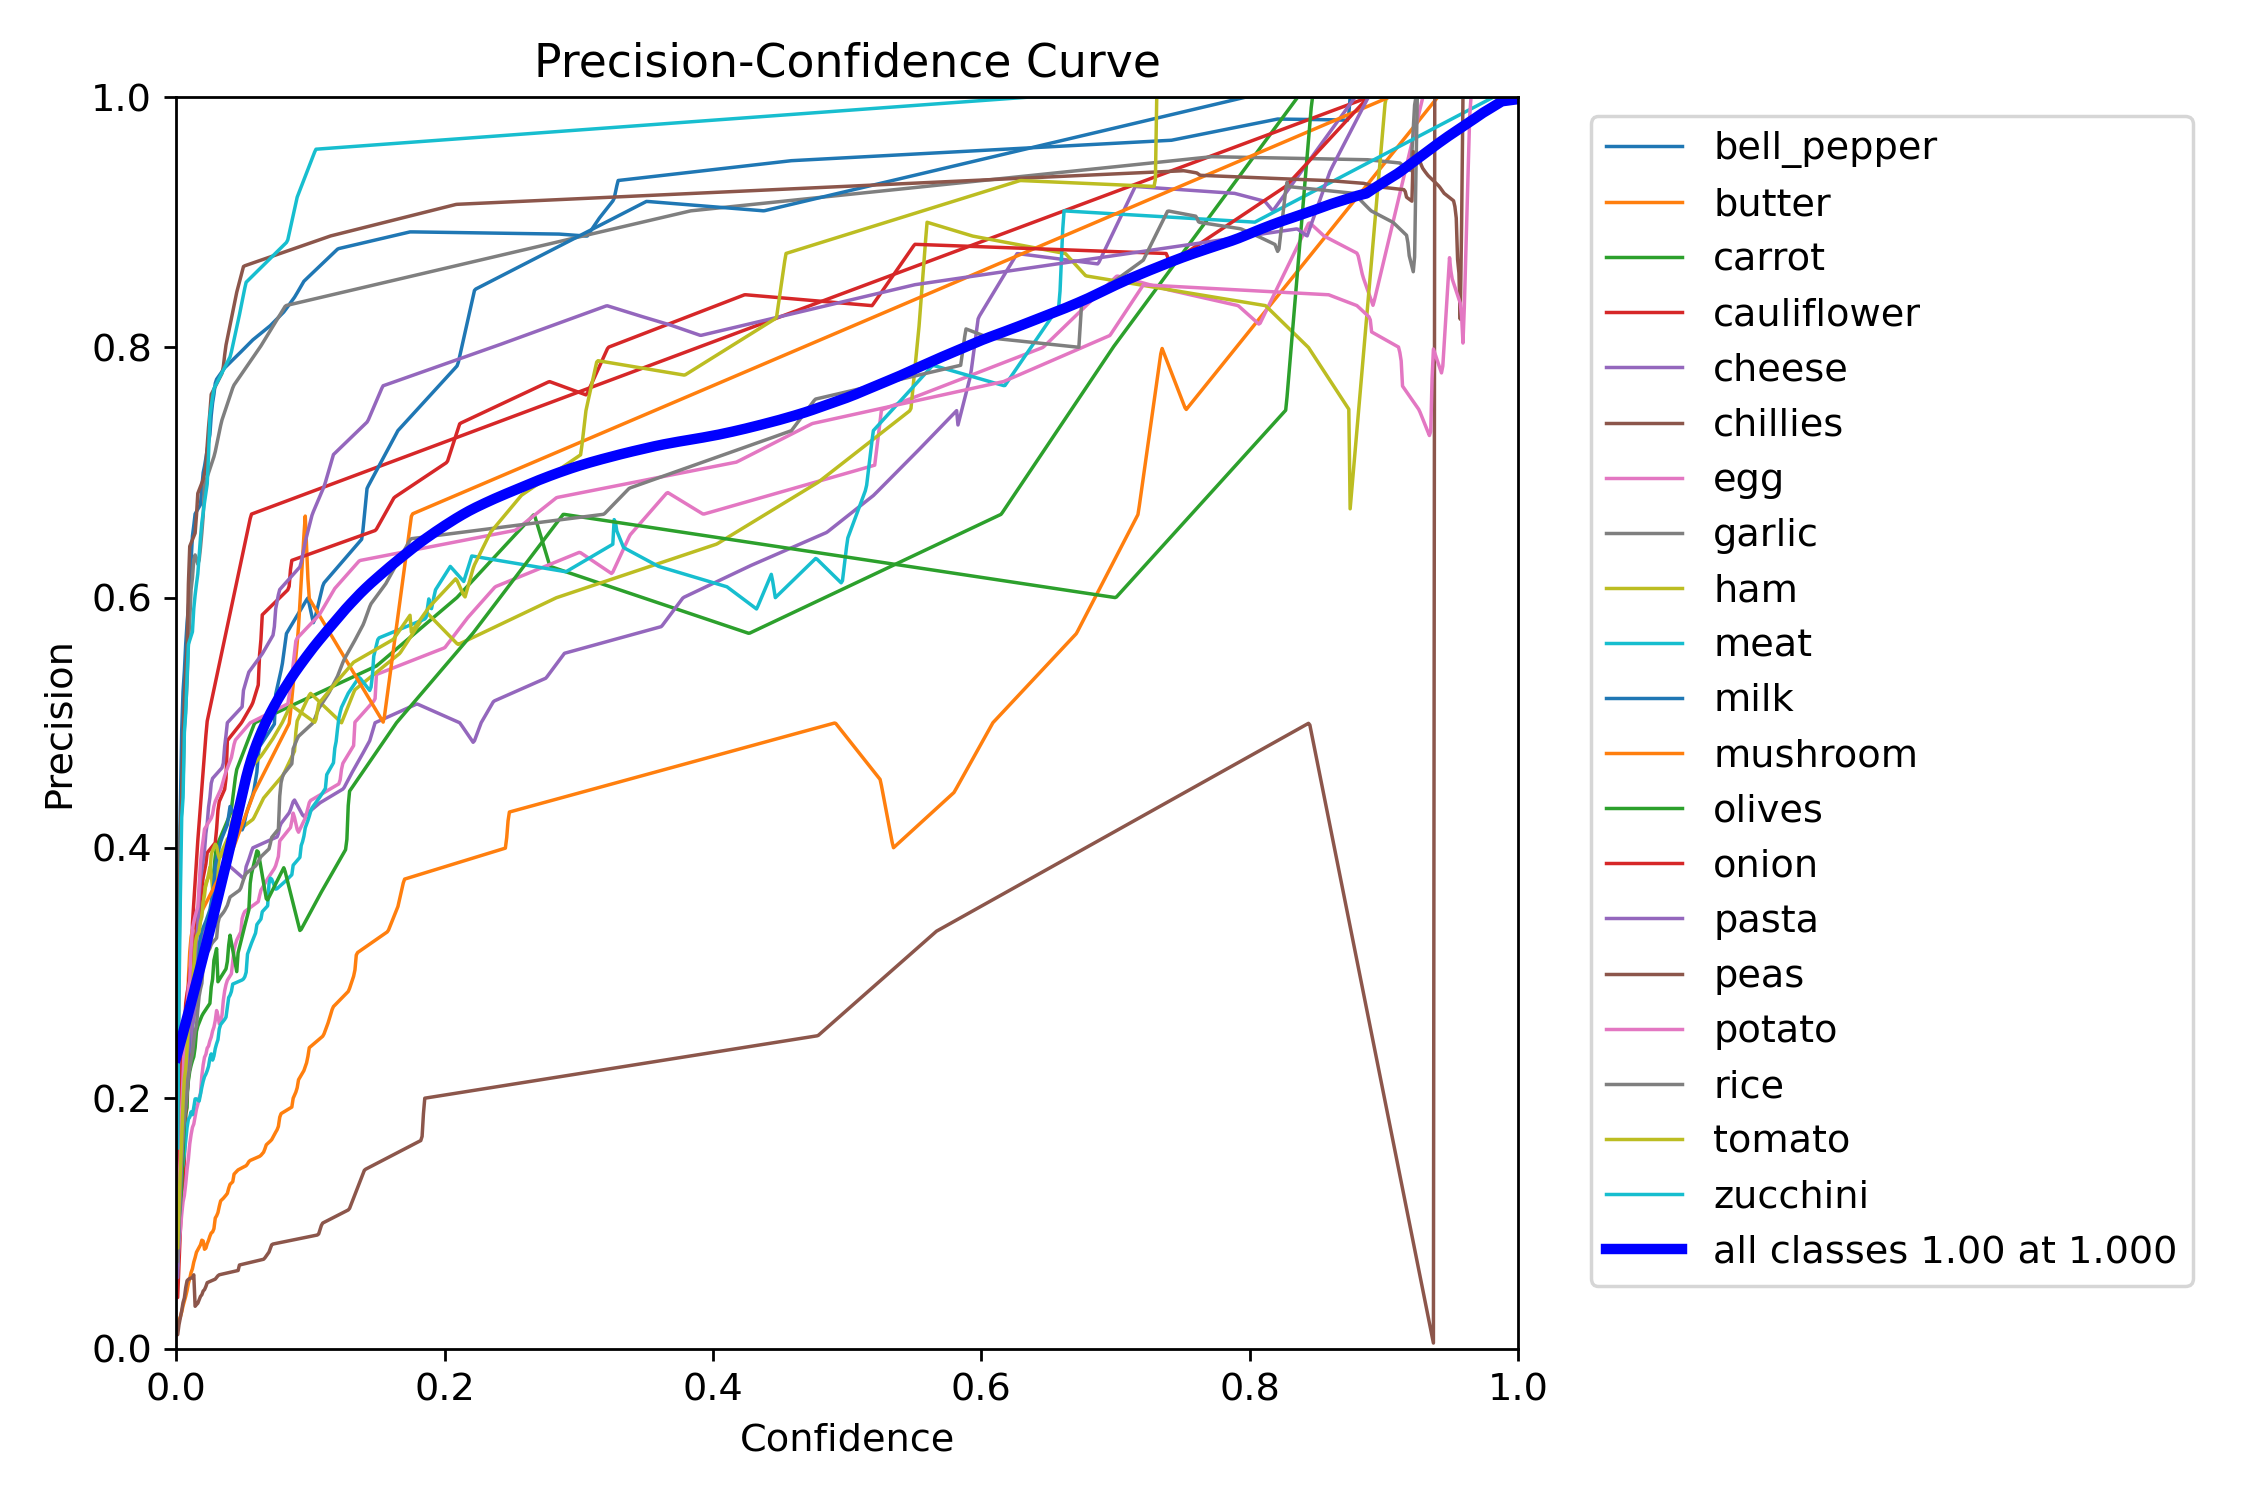 Precision-Confidence Curve
1.0
0.8
0.6
0.4
0.2
0.0
Precision
0.0 0.2 0.4 0.6 0.8 1.0
Confidence
bell_pepper
butter
carrot
cauliflower
cheese
chillies
egg
garlic
ham
meat
milk
mushroom
olives
onion
pasta
peas
potato
rice
tomato
zucchini
all classes 1.00 at 1.000